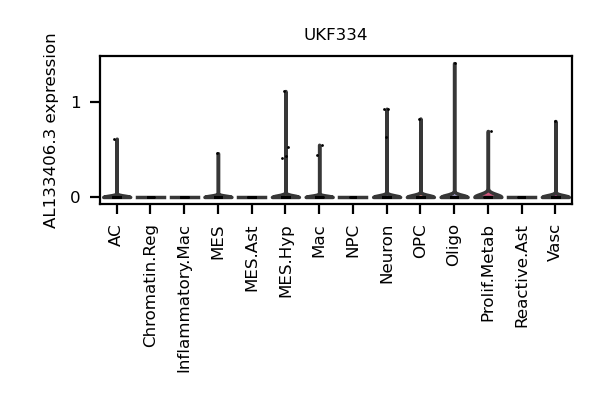 UKF334
AL133406.3 expression
1
0
AC
Chromatin.Reg
Inflammatory.Mac
MES
MES.Ast
MES.Hyp
Mac
NPC
Neuron
OPC
Oligo
Prolif.Metab
Reactive.Ast
Vasc